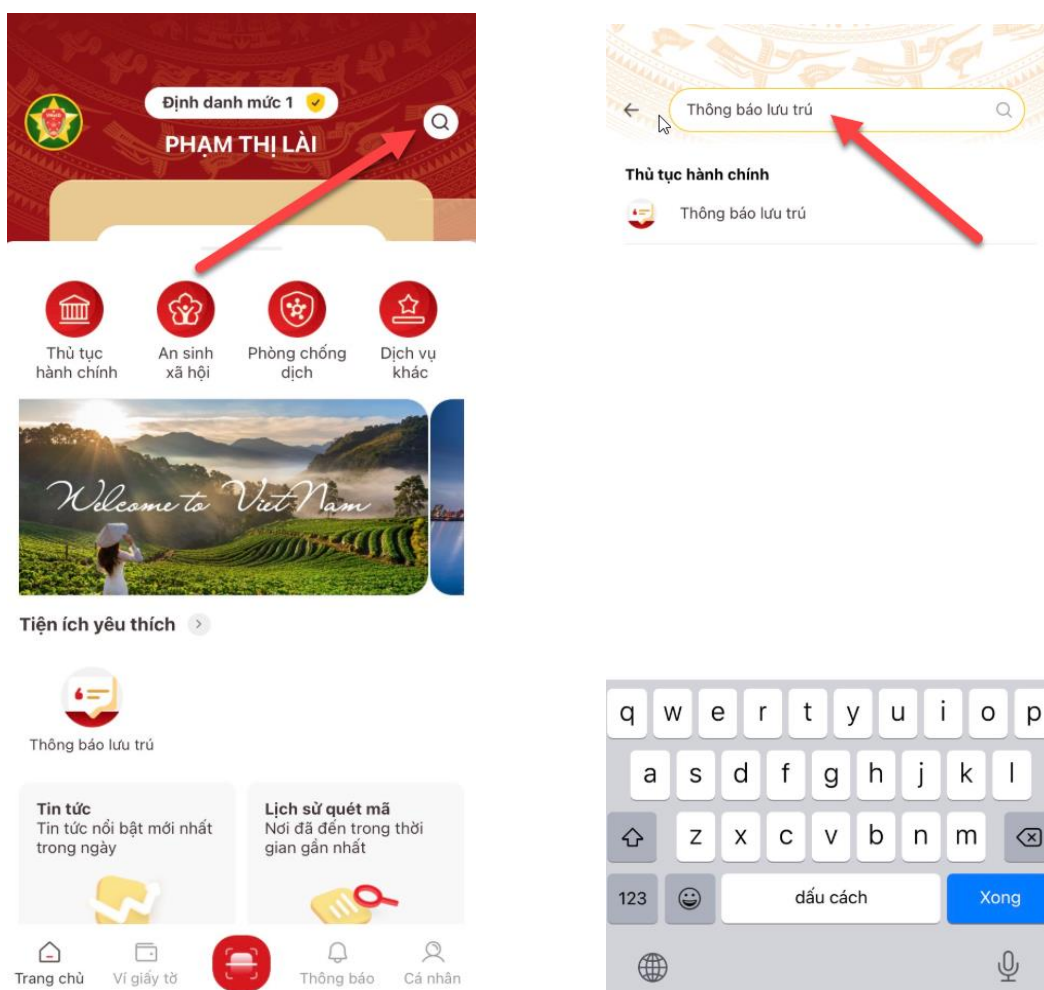 Định danh mức 1
PHẠM THỊ LÀI
Thủ tục
hành chính
An sinh
xã hội
Phòng chống
dịch
Dịch vụ
khác
Welcome to VietNam
Tiện ích yêu thích
Thông báo lưu trú
Tin tức
Tin tức nổi bật mới nhất
trong ngày
Lịch sử quét mã
Nơi đã đến trong thời
gian gần nhất
Trang chủ
Ví giấy tờ
Thông báo
Cá nhân
Thông báo lưu trú
Thủ tục hành chính
Thông báo lưu trú
q w e r t y u i o p
a s d f g h j k l
z x c v b n m
123
dấu cách
Xong